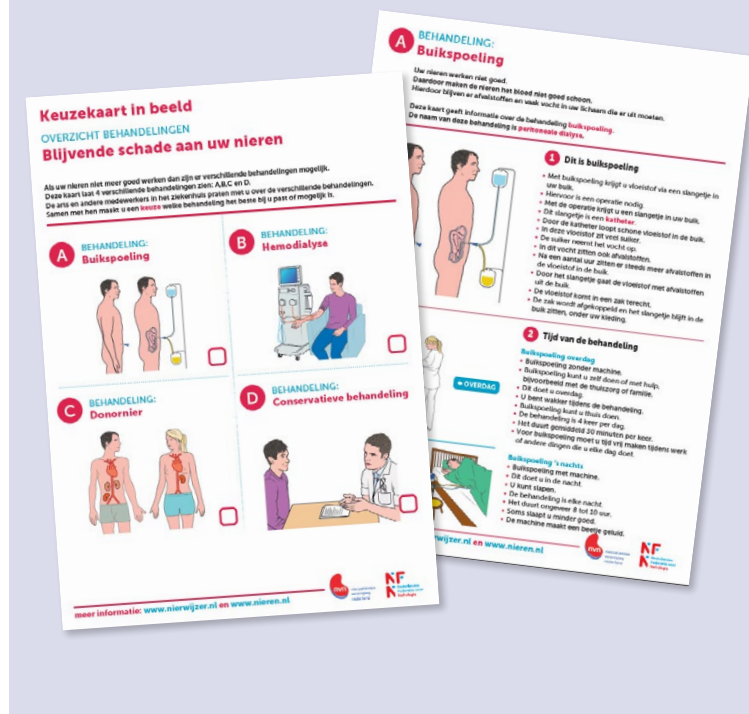 Keuzekaart in beeld
OVERZICHT BEHANDELINGEN
Blijvende schade aan uw nieren
Als uw nieren niet meer goed werken dan zijn er verschillende behandelingen mogelijk.
Deze kaart laat 4 verschillende behandelingen zien: A,B,C en D.
De arts en andere medewerkers in het ziekenhuis praten met u over de verschillende behandelingen.
Samen met hen maakt u een keuze welke behandeling het beste bij u past of mogelijk is.
A
BEHANDELING:
Buikspoeling
B
BEHANDELING:
Hemodialyse
C
BEHANDELING:
Donornier
D
BEHANDELING:
Conservatieve behandeling
meer informatie: www.nierwijzer.nl en www.nieren.nl
nvn
NF
N
A
BEHANDELING:
Buikspoeling
Uw nieren werken niet goed.
Daardoor maken de nieren het bloed niet goed schoon.
Hierdoor blijven er afvalstoffen en vaak vocht in uw lichaam die er uit moeten.
Deze kaart geeft informatie over de behandeling buikspoeling.
De naam van deze behandeling is peritoneale dialyse.
1 Dit is buikspoeling
• Met buikspoeling krijgt u vloeistof via een slangetje in
uw buik.
• Hiervoor is een operatie nodig.
• Met de operatie krijgt u een slangetje in uw buik.
• Dit slangetje is een katheter.
• Door de katheter loopt schone vloeistof in de buik.
• In deze vloeistof zit veel suiker.
• De suiker neemt het vocht op.
• In dit vocht zitten ook afvalstoffen.
• Na een aantal uur zitten er steeds meer afvalstoffen in
de vloeistof in de buik.
• Door het slangetje gaat de vloeistof met afvalstoffen
uit de buik.
• De vloeistof komt in een zak terecht.
• De zak wordt afgekoppeld en het slangetje blijft in de
buik zitten, onder uw kleding.
2 Tijd van de behandeling
OVERDAG
Buikspoeling overdag
• Buikspoeling zonder machine.
• Buikspoeling kunt u zelf doen of met hulp,
bijvoorbeeld met de thuiszorg of familie.
• Dit doet u overdag.
• U bent wakker tijdens de behandeling.
• Buikspoeling kunt u thuis doen.
• De behandeling is 4 keer per dag.
• Het duurt gemiddeld 30 minuten per keer.
• Voor buikspoeling moet u tijd vrij maken tijdens werk
of andere dingen die u elke dag doet.
Buikspoeling 's nachts
• Buikspoeling met machine.
• Dit doet u in de nacht.
• U kunt slapen.
• De behandeling is elke nacht.
• Het duurt ongeveer 8 tot 10 uur.
• Soms slaapt u minder goed.
• De machine maakt een beetje geluid.
wijzer.nl en www.nieren.nl
nvn
NF
N